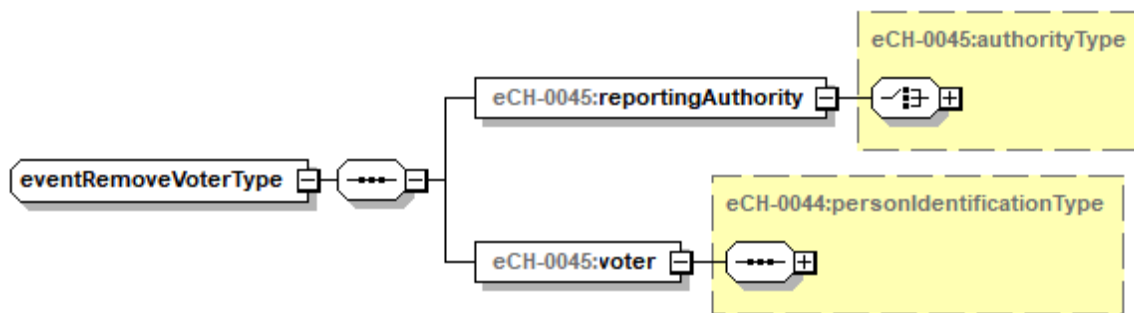 eCH-0045:authorityType
eCH-0045:reportingAuthority
eventRemoveVoterType
eCH-0044:personIdentificationType
eCH-0045:voter